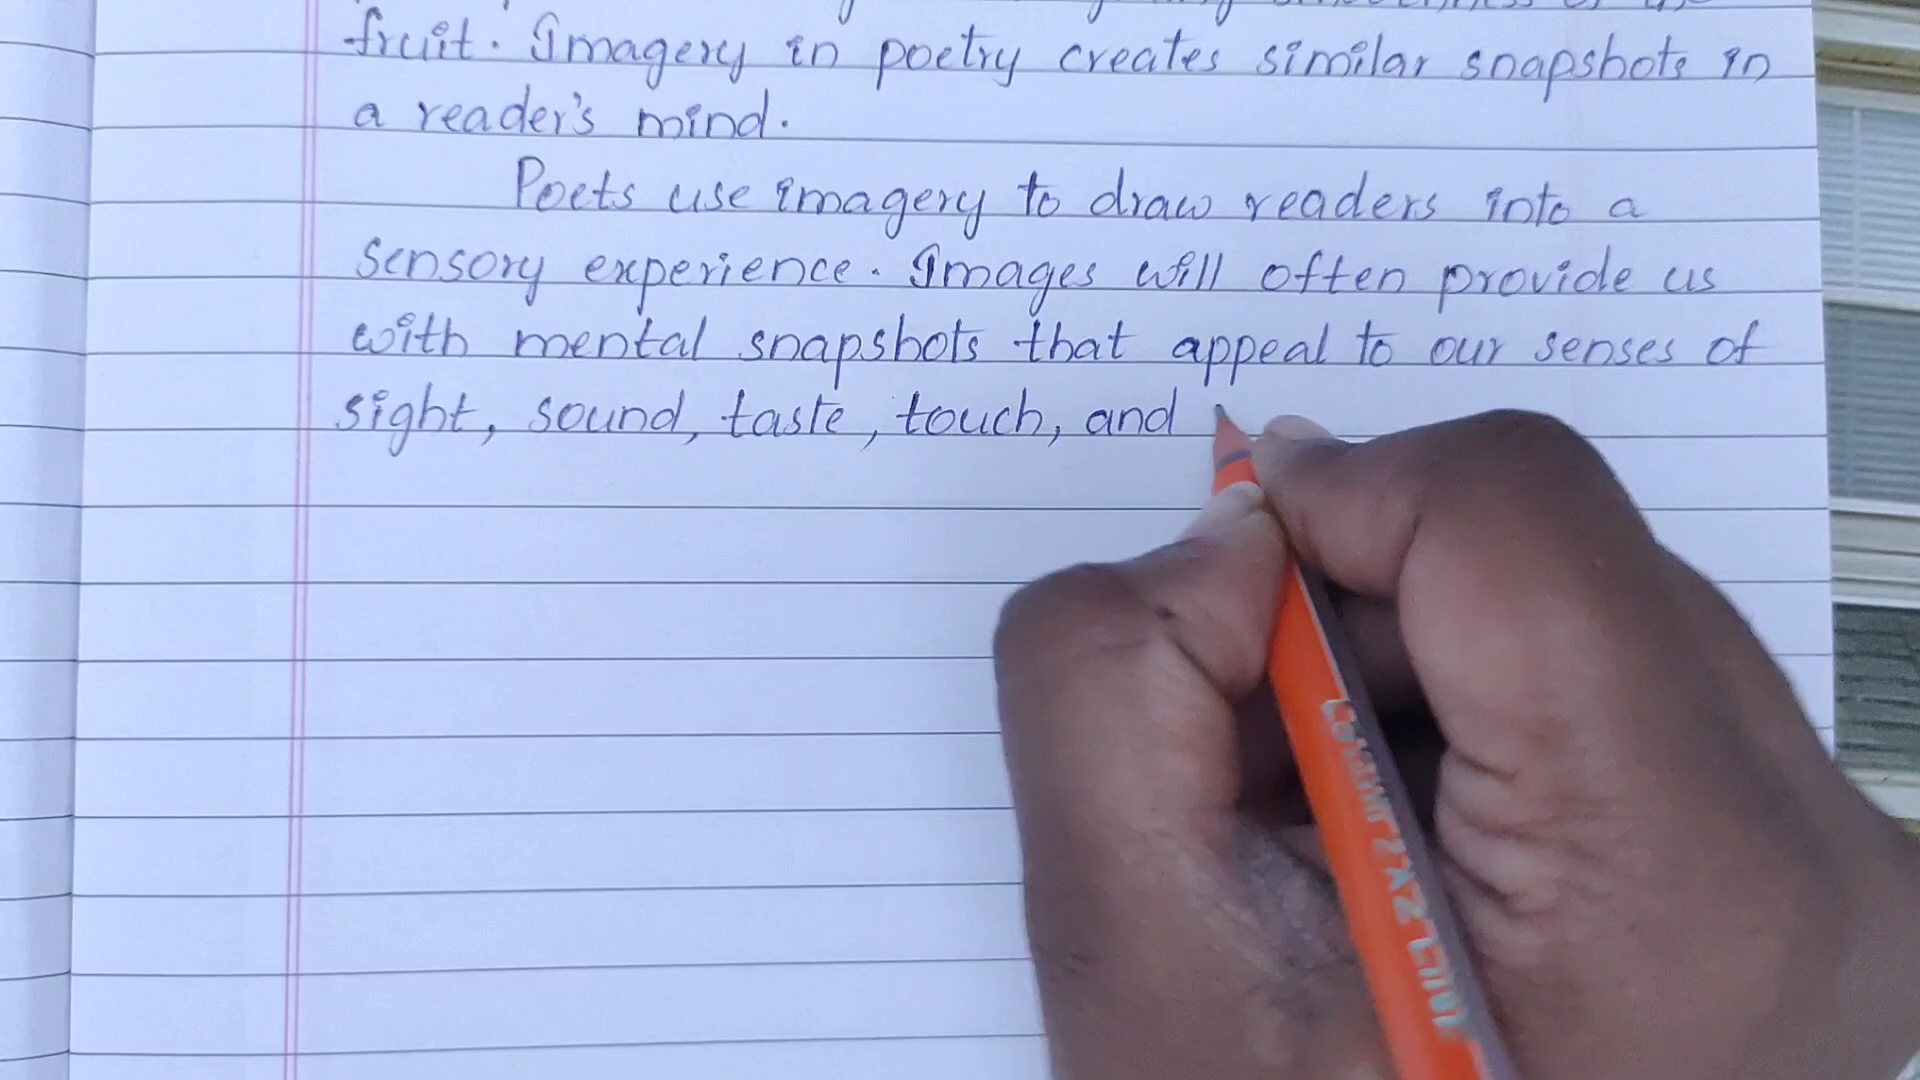 fruit. Imagery in poetry creates similar snapshots in
a reader's mind.
Poets use imagery to draw readers into a
sensory experience. Images will often provide us
with mental snapshots that appeal to our senses of
sight, sound, taste, touch, and